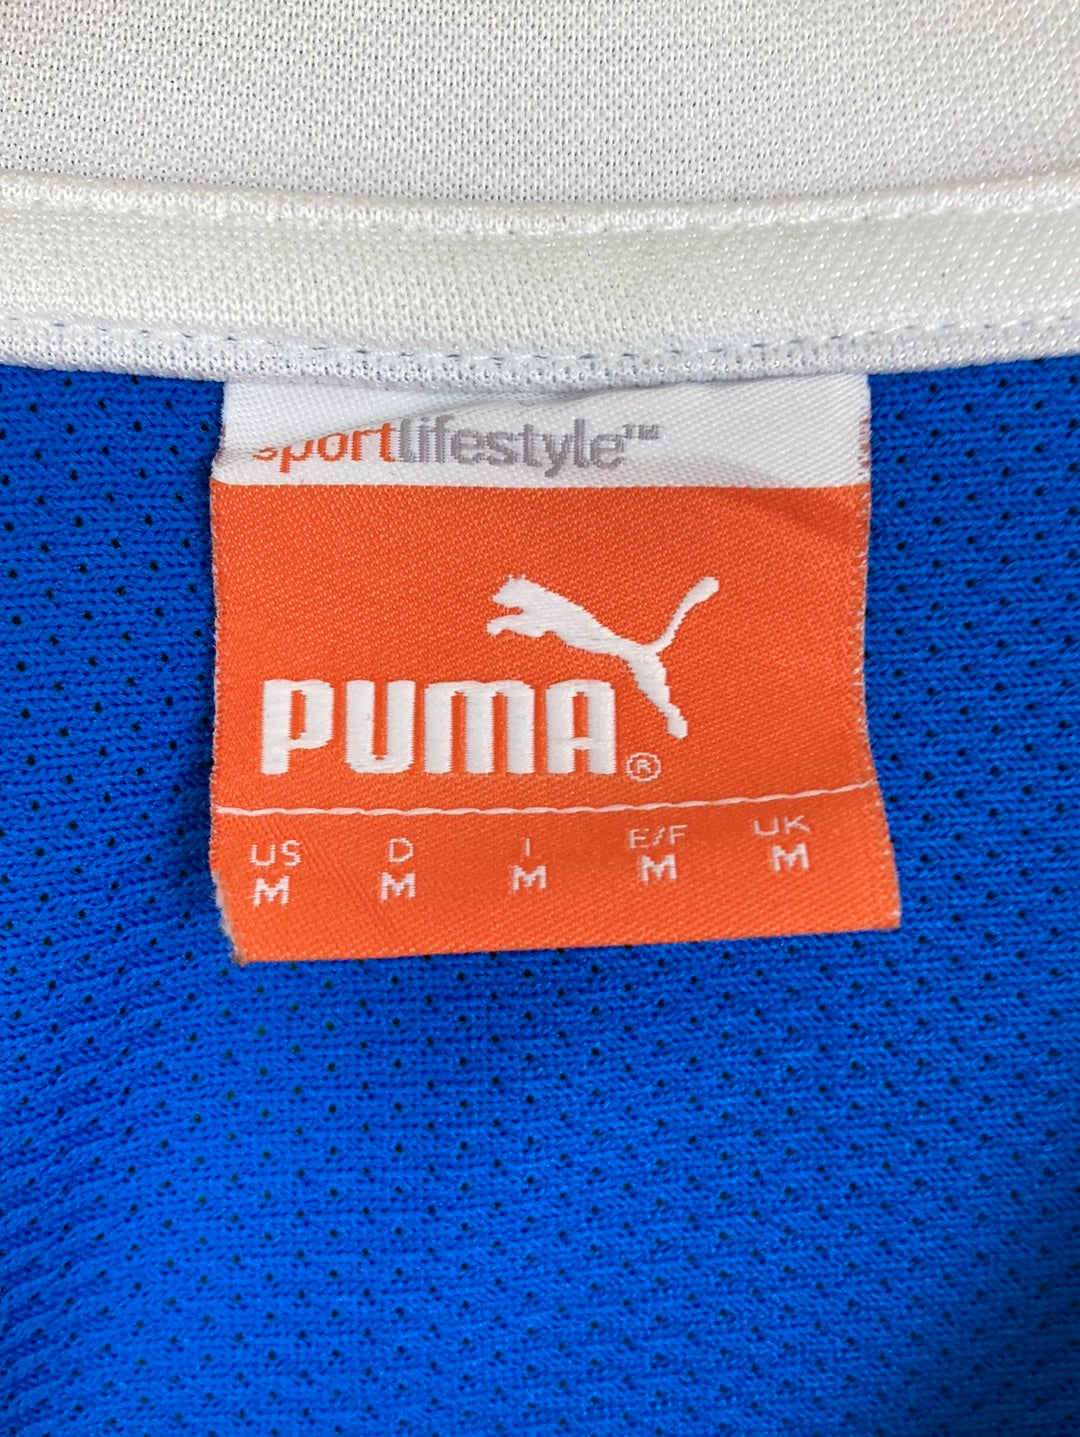 sportlifestyle™
PUMA®
US D I E/F UK
M M M M M